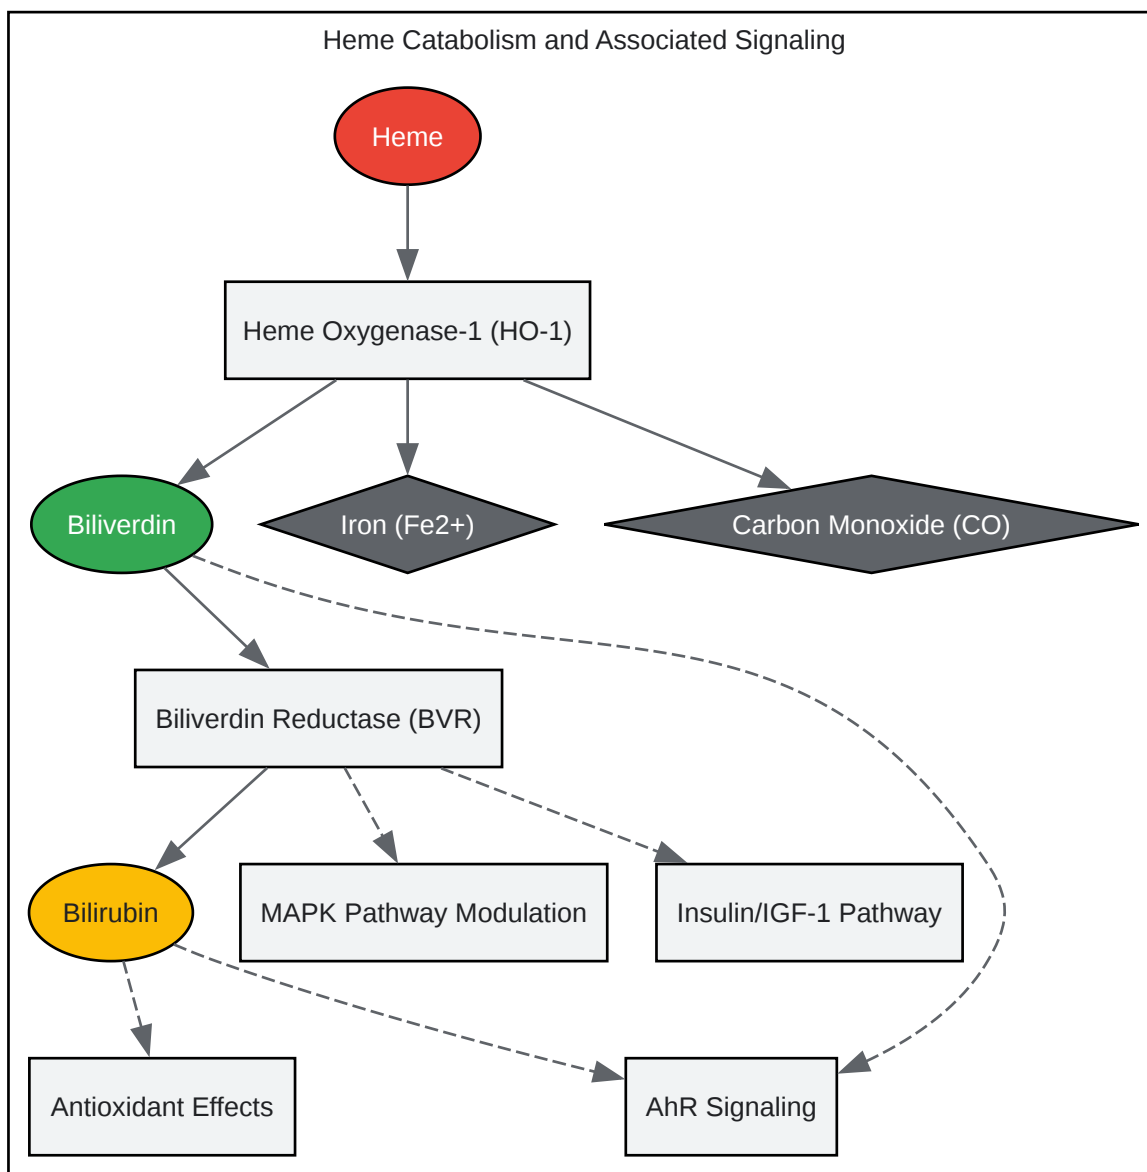 Heme Catabolism and Associated Signaling
Heme
Heme Oxygenase-1 (HO-1)
Biliverdin
Iron (Fe2+)
Carbon Monoxide (CO)
Biliverdin Reductase (BVR)
Bilirubin
MAPK Pathway Modulation
Insulin/IGF-1 Pathway
Antioxidant Effects
AhR Signaling